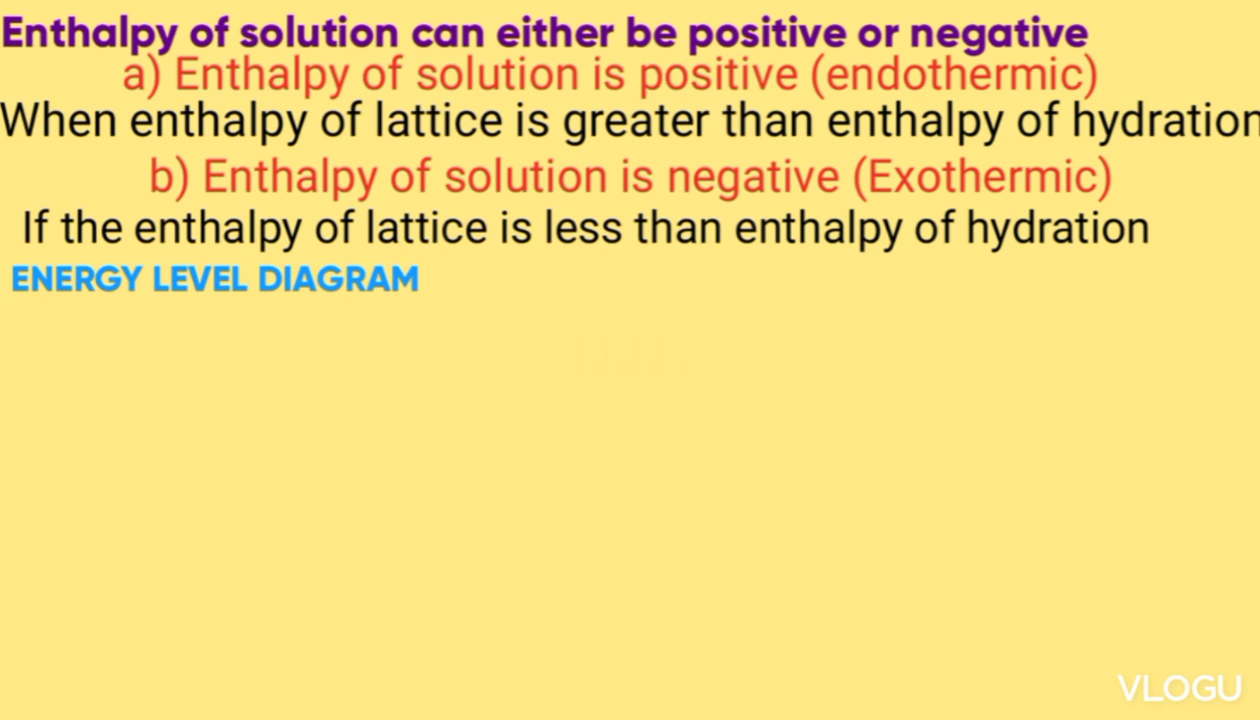 Enthalpy of solution can either be positive or negative
a) Enthalpy of solution is positive (endothermic)
When enthalpy of lattice is greater than enthalpy of hydration
b) Enthalpy of solution is negative (Exothermic)
If the enthalpy of lattice is less than enthalpy of hydration
ENERGY LEVEL DIAGRAM
VLOGU